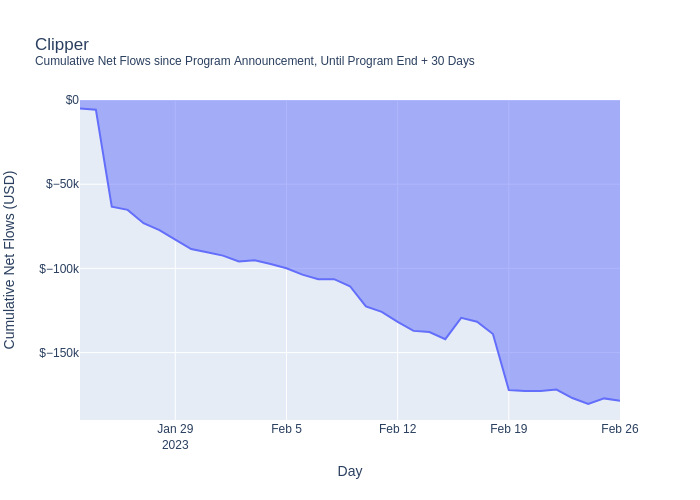 Clipper
Cumulative Net Flows since Program Announcement, Until Program End + 30 Days
Cumulative Net Flows (USD)
$0
$−50k
$−100k
$−150k
Jan 29
2023
Feb 5
Feb 12
Feb 19
Feb 26
Day